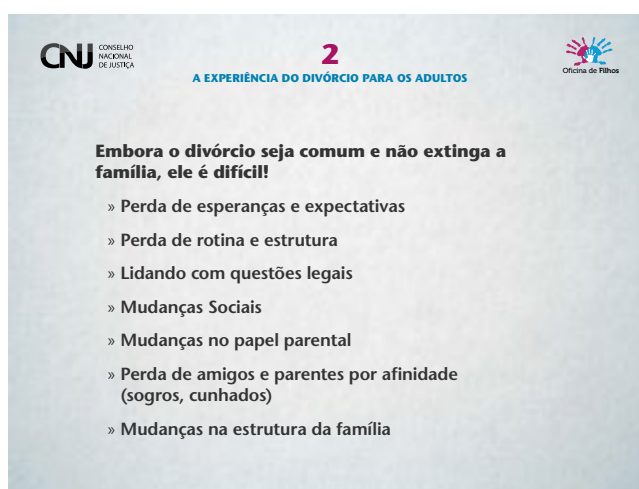 CNJ
CONSELHO
NACIONAL
DE JUSTIÇA
2
A EXPERIÊNCIA DO DIVÓRCIO PARA OS ADULTOS
Oficina de Filhos
Embora o divórcio seja comum e não extinga a
família, ele é difícil!
» Perda de esperanças e expectativas
» Perda de rotina e estrutura
» Lidando com questões legais
» Mudanças Sociais
» Mudanças no papel parental
» Perda de amigos e parentes por afinidade
(sogros, cunhados)
» Mudanças na estrutura da família